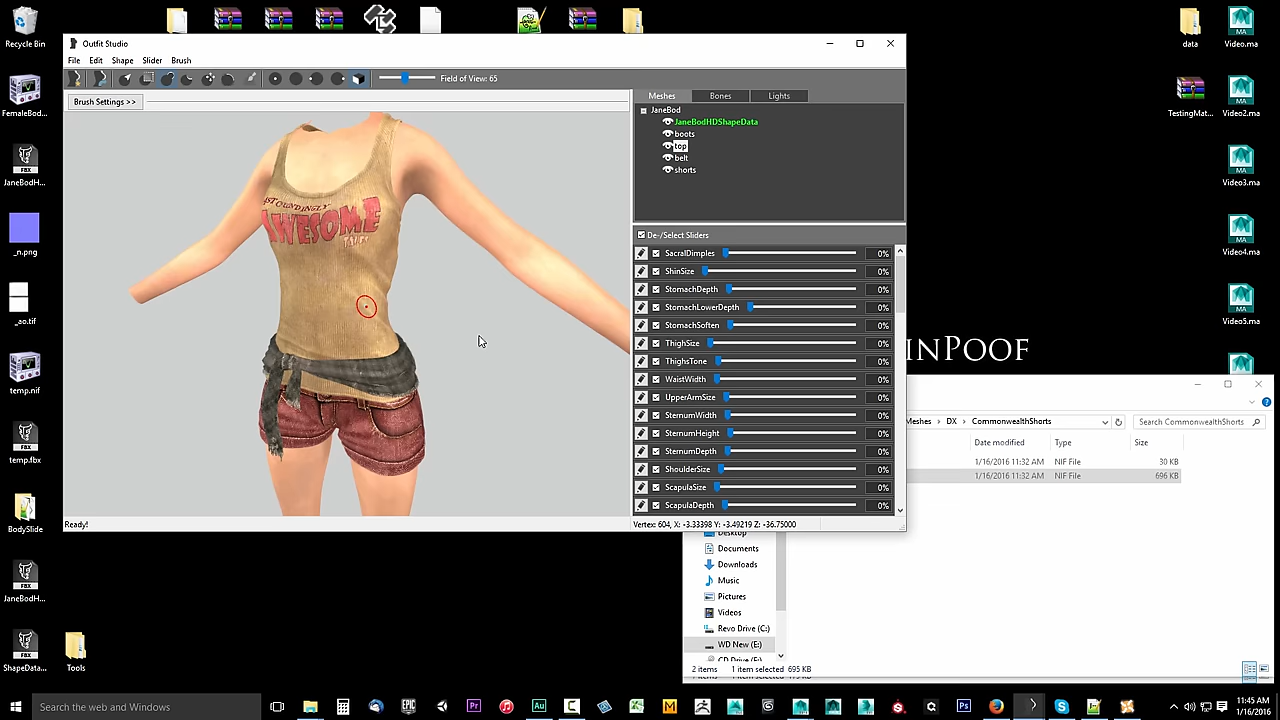 Recycle Bin
FemaleBod...
JaneBodH...
_n.png
_ao.tif
temp.nif
temp.fbx
BodySlide
JaneBodH...
ShapeData...
Tools
Outfit Studio
File Edit Shape Slider Brush
Field of View: 65
Brush Settings >>
Meshes Bones Lights
JaneBod
JaneBodHDShapeData
boots
top
belt
shorts
ASTOUNDINGLY
AWESOME
TALES
De-/Select Sliders
SacralDimples 0%
ShinSize 0%
StomachDepth 0%
StomachLowerDepth 0%
StomachSoften 0%
ThighSize 0%
ThighsTone 0%
WaistWidth 0%
UpperArmSize 0%
SternumWidth 0%
SternumHeight 0%
SternumDepth 0%
ShoulderSize 0%
ScapulaSize 0%
ScapulaDepth 0%
Ready!
Vertex: 604, X: +3.33398 Y: -3.49219 Z: +36.75000
data
Video.ma
TestingMat...
Video2.ma
Video3.ma
Video4.ma
Video5.ma
INPOOF
Meshes › DX › CommonwealthShorts
Search CommonwealthShorts
Date modified Type Size
1/16/2016 11:32 AM NIF File 30 KB
1/16/2016 11:32 AM NIF File 696 KB
Desktop
Documents
Downloads
Music
Pictures
Videos
Revo Drive (C:)
WD New (E:)
CD Drive (F:)
2 items 1 item selected 695 KB
Search the web and Windows
11:45 AM
1/16/2016